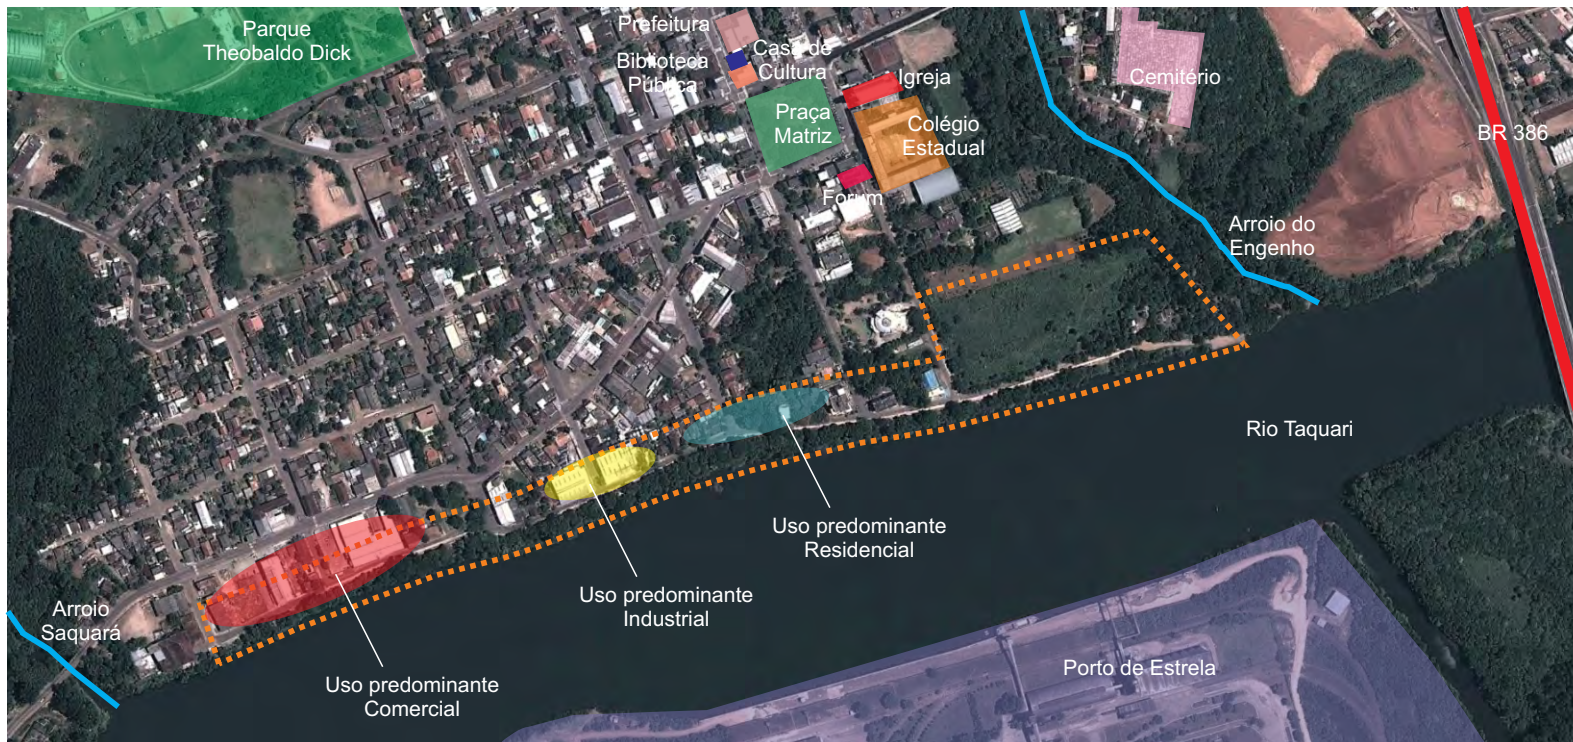 Parque
Theobaldo Dick
Prefeitura
Biblioteca
Pública
Casa de
Cultura
Igreja
Praça
Matriz
Colégio
Estadual
Forum
Cemitério
BR 386
Arroio do
Engenho
Rio Taquari
Uso predominante
Residencial
Uso predominante
Industrial
Arroio
Saquará
Uso predominante
Comercial
Porto de Estrela